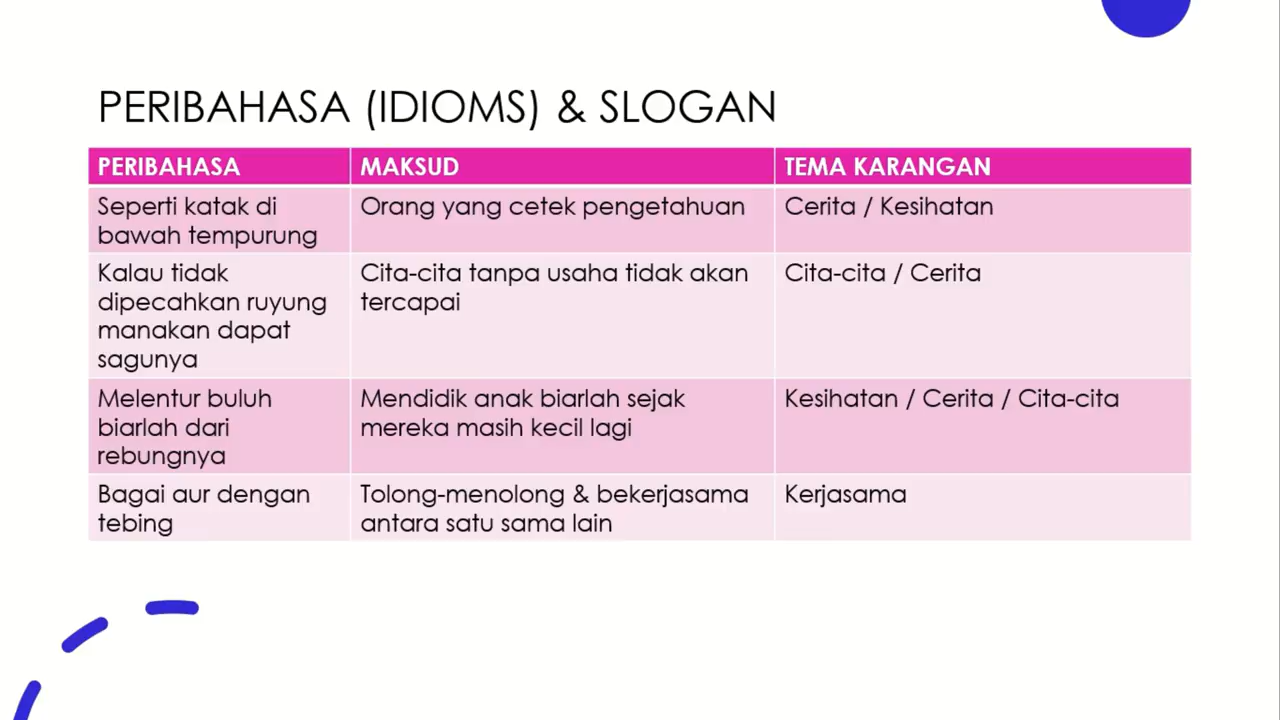 PERIBAHASA (IDIOMS) & SLOGAN
PERIBAHASA MAKSUD TEMA KARANGAN
Seperti katak di
bawah tempurung
Orang yang cetek pengetahuan
Cerita / Kesihatan
Kalau tidak
dipecahkan ruyung
manakan dapat
sagunya
Cita-cita tanpa usaha tidak akan
tercapai
Cita-cita / Cerita
Melentur buluh
biarlah dari
rebungnya
Mendidik anak biarlah sejak
mereka masih kecil lagi
Kesihatan / Cerita / Cita-cita
Bagai aur dengan
tebing
Tolong-menolong & bekerjasama
antara satu sama lain
Kerjasama